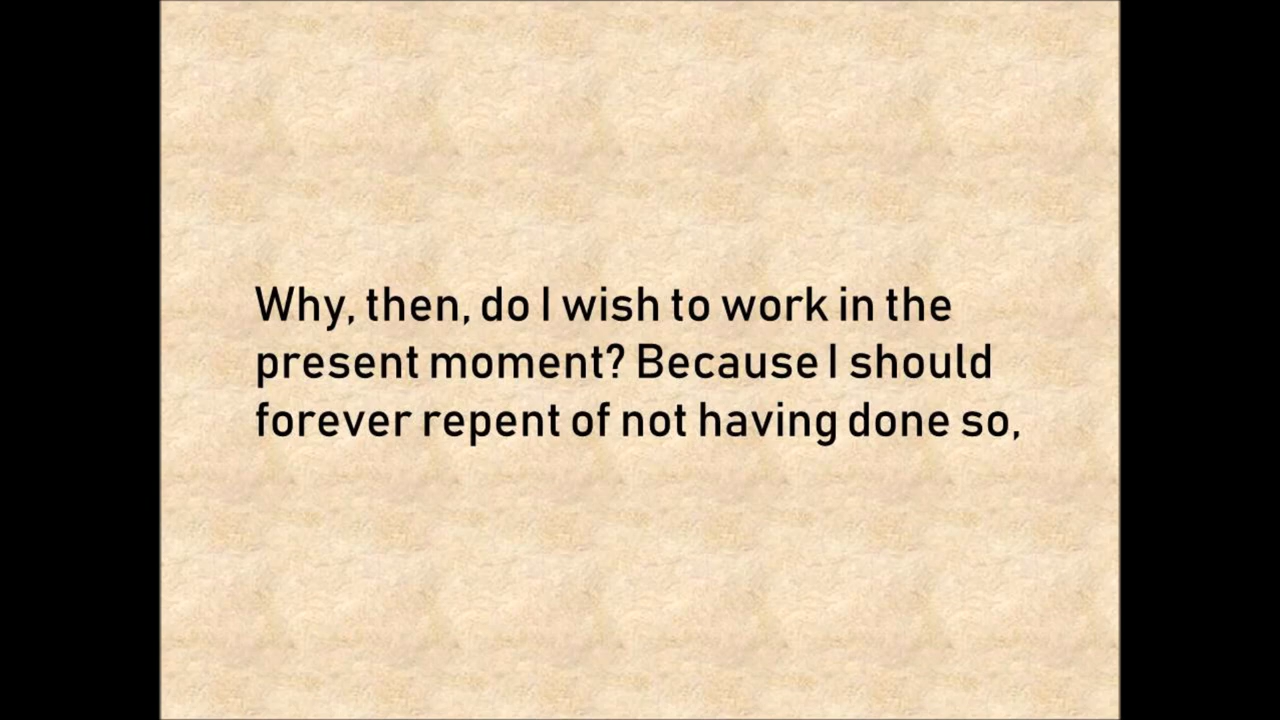 Why, then, do I wish to work in the
present moment? Because I should
forever repent of not having done so,